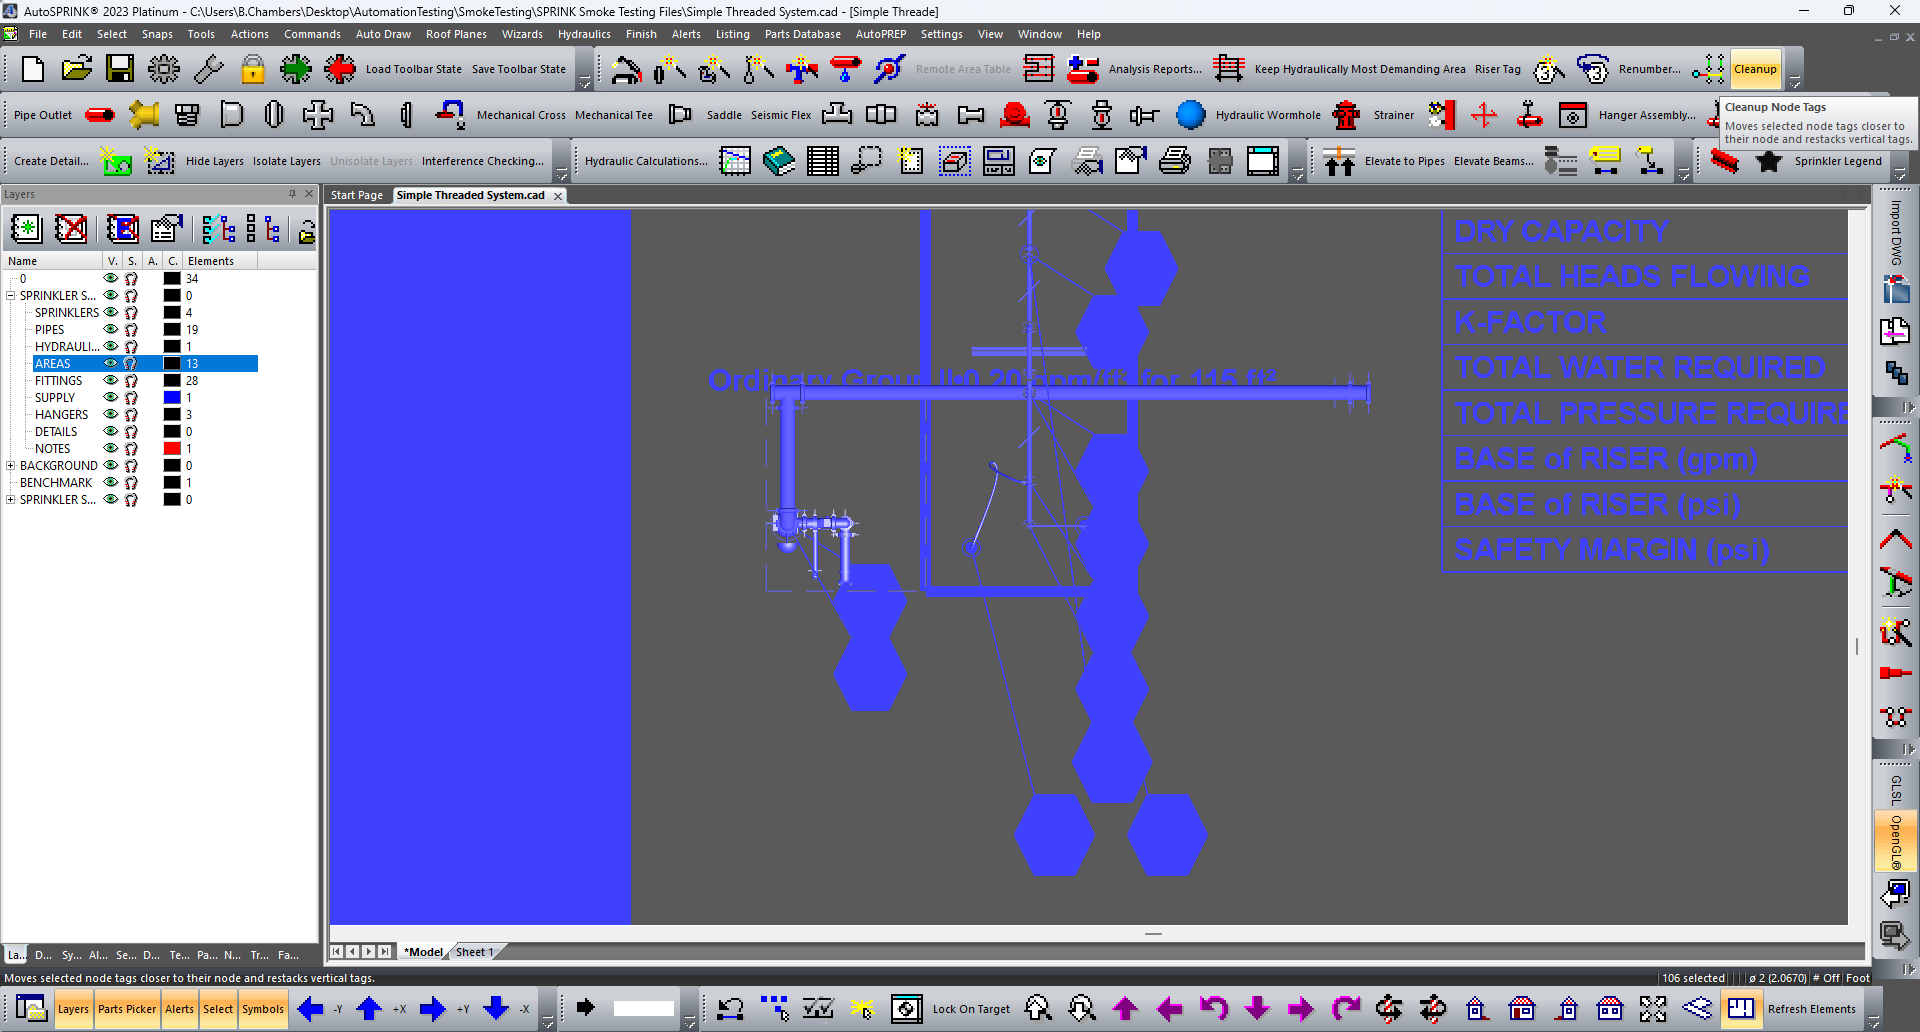 AutoSPRINK® 2023 Platinum - C:\Users\B.Chambers\Desktop\AutomationTesting\SmokeTesting\SPRINK Smoke Testing Files\Simple Threaded System.cad - [Simple Threade]
File Edit Select Snaps Tools Actions Commands Auto Draw Roof Planes Wizards Hydraulics Finish Alerts Listing Parts Database AutoPREP Settings View Window Help
Load Toolbar State Save Toolbar State Remote Area Table Analysis Reports... Keep Hydraulically Most Demanding Area Riser Tag Renumber... Cleanup
Pipe Outlet Mechanical Cross Mechanical Tee Saddle Seismic Flex Hydraulic Wormhole Strainer Hanger Assembly...
Cleanup Node Tags
Moves selected node tags closer to
their node and restacks vertical tags.
Create Detail... Hide Layers Isolate Layers Unisolate Layers Interference Checking... Hydraulic Calculations... Elevate to Pipes Elevate Beams... Sprinkler Legend
Layers
Start Page Simple Threaded System.cad
Name V. S. A. C. Elements
0 34
SPRINKLER S... 0
SPRINKLERS 4
PIPES 19
HYDRAULI... 1
AREAS 13
FITTINGS 28
SUPPLY 1
HANGERS 3
DETAILS 0
NOTES 1
BACKGROUND 0
BENCHMARK 1
SPRINKLER S... 0
DRY CAPACITY
TOTAL HEADS FLOWING
K-FACTOR
TOTAL WATER REQUIRED
TOTAL PRESSURE REQUIRE
BASE of RISER (gpm)
BASE of RISER (psi)
SAFETY MARGIN (psi)
Ordinary Group II 0.20 gpm/ft² for 115 ft²
Import DWG
GLSL
OpenGL®
La... D... Sy... Al... Se... D... Te... Pa... N... Tr... Fa...
*Model Sheet 1
Moves selected node tags closer to their node and restacks vertical tags.
106 selected ø 2 (2.0670) # Off Foot
Layers Parts Picker Alerts Select Symbols -Y +X +Y -X Lock On Target Refresh Elements